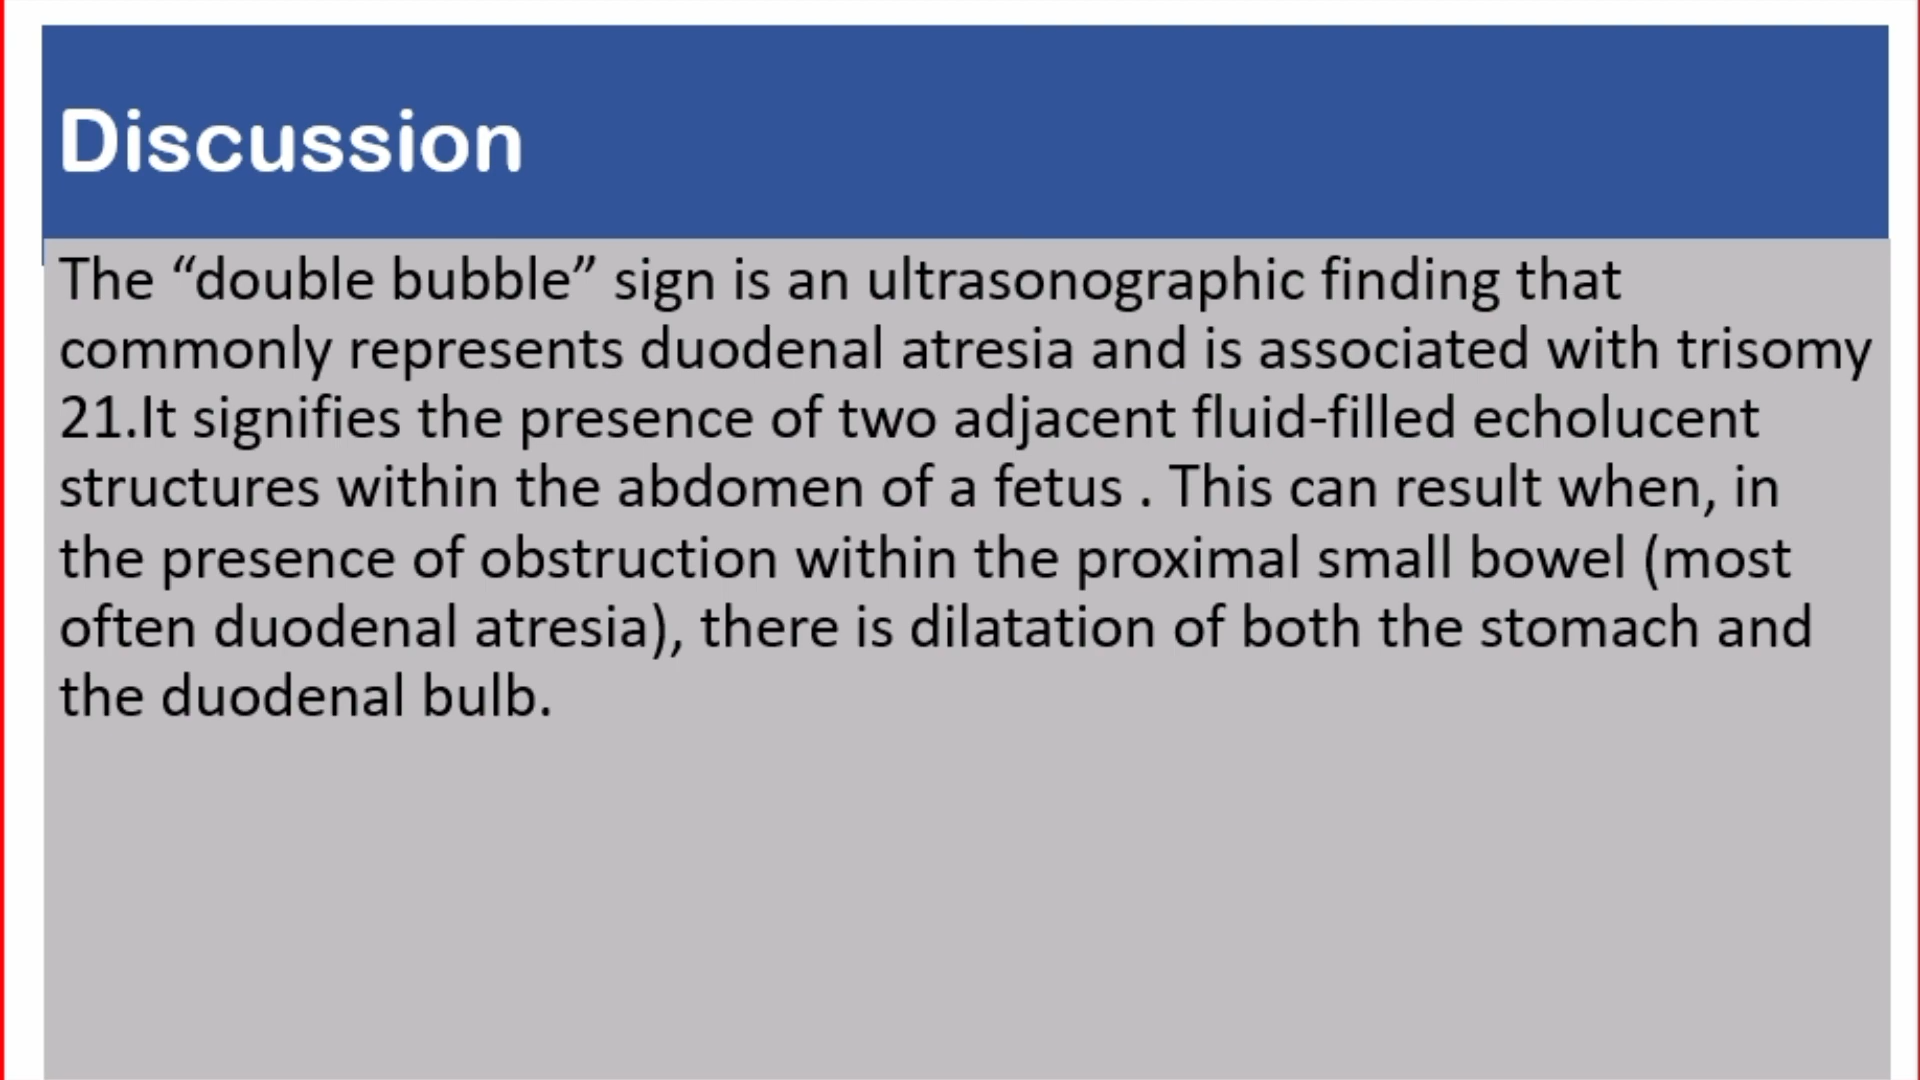 Discussion
The “double bubble” sign is an ultrasonographic finding that
commonly represents duodenal atresia and is associated with trisomy
21.It signifies the presence of two adjacent fluid-filled echolucent
structures within the abdomen of a fetus . This can result when, in
the presence of obstruction within the proximal small bowel (most
often duodenal atresia), there is dilatation of both the stomach and
the duodenal bulb.